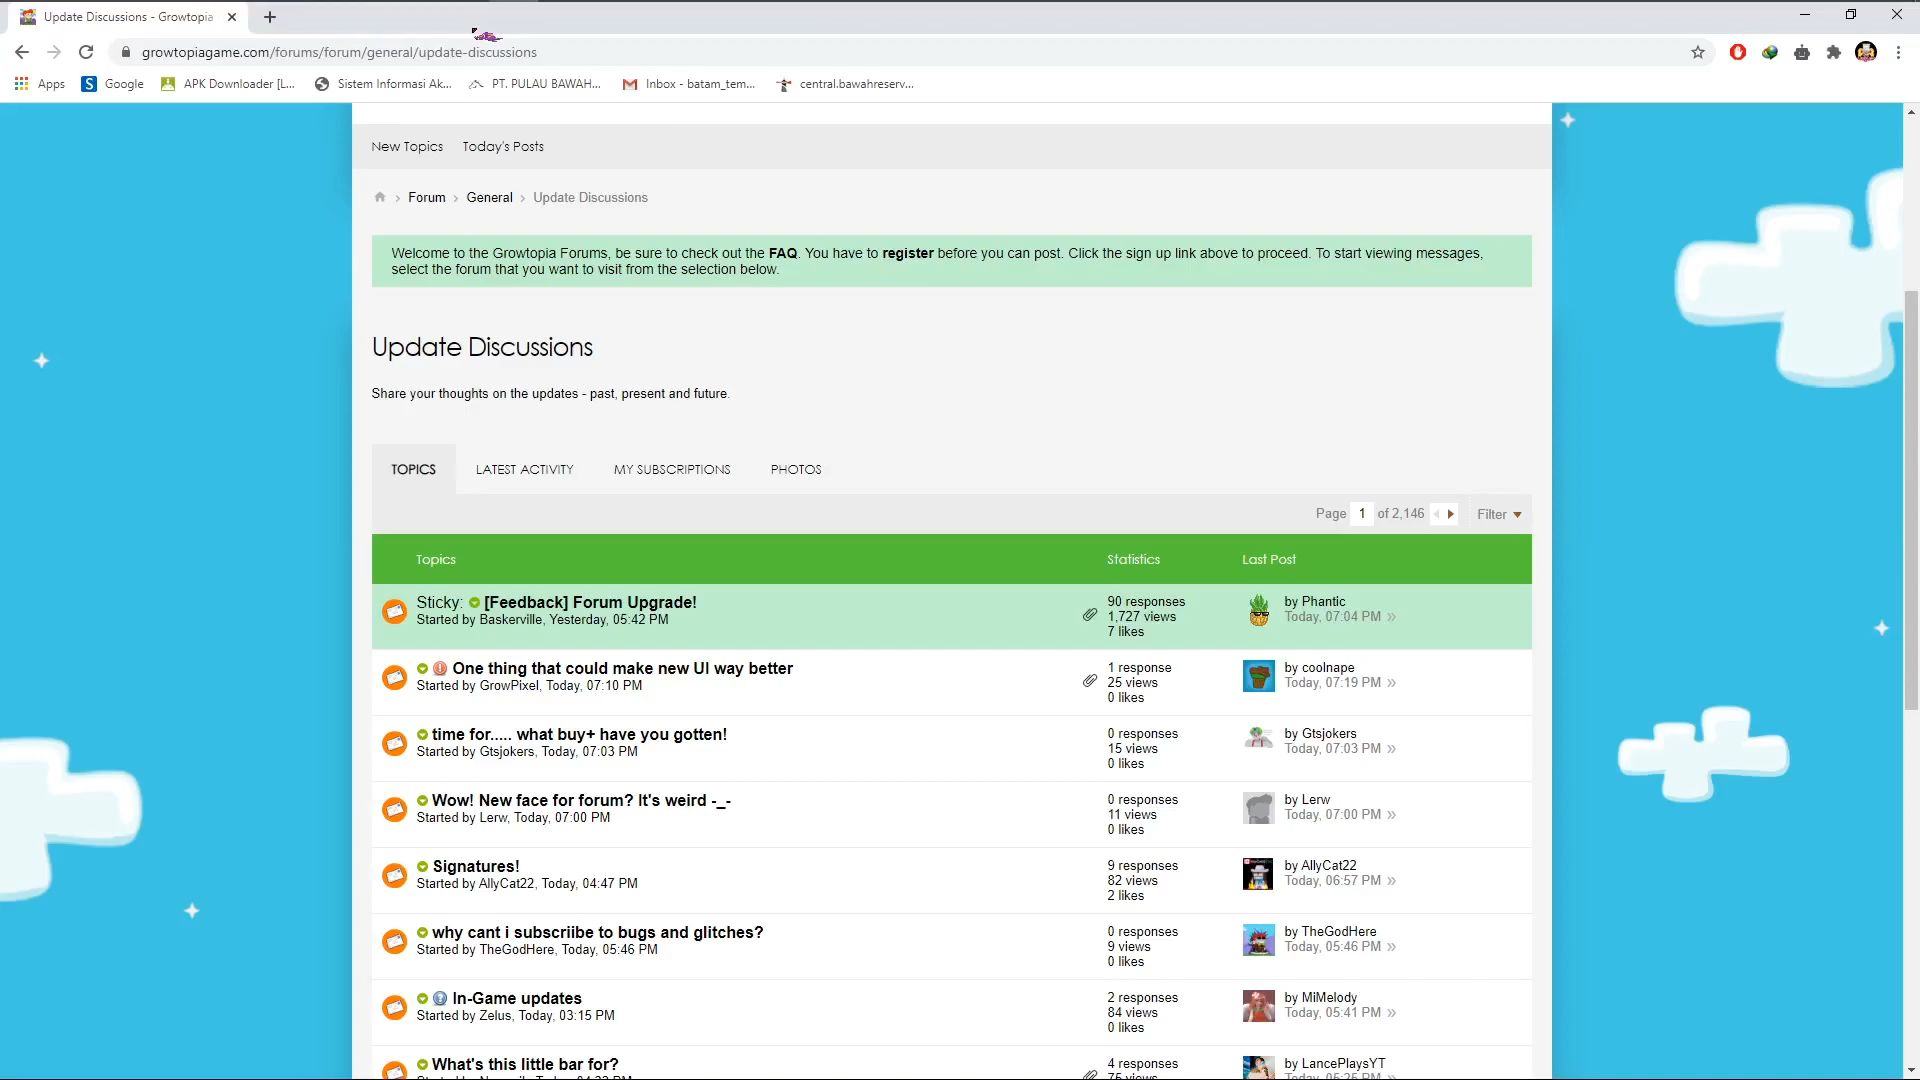 Update Discussions - Growtopia
growtopiagame.com/forums/forum/general/update-discussions
Apps
Google
APK Downloader [L...
Sistem Informasi Ak...
PT. PULAU BAWAH...
Inbox - batam_tem...
central.bawahreserv...
New Topics Today's Posts
Forum > General > Update Discussions
Welcome to the Growtopia Forums, be sure to check out the FAQ. You have to register before you can post. Click the sign up link above to proceed. To start viewing messages,
select the forum that you want to visit from the selection below.
Update Discussions
Share your thoughts on the updates - past, present and future.
TOPICS LATEST ACTIVITY MY SUBSCRIPTIONS PHOTOS
Page 1 of 2,146 Filter
Topics Statistics Last Post
Sticky: [Feedback] Forum Upgrade!
Started by Baskerville, Yesterday, 05:42 PM
90 responses
1,727 views
7 likes
by Phantic
Today, 07:04 PM »
One thing that could make new UI way better
Started by GrowPixel, Today, 07:10 PM
1 response
25 views
0 likes
by coolnape
Today, 07:19 PM »
time for..... what buy+ have you gotten!
Started by Gtsjokers, Today, 07:03 PM
0 responses
15 views
0 likes
by Gtsjokers
Today, 07:03 PM »
Wow! New face for forum? It's weird -_-
Started by Lerw, Today, 07:00 PM
0 responses
11 views
0 likes
by Lerw
Today, 07:00 PM »
Signatures!
Started by AllyCat22, Today, 04:47 PM
9 responses
82 views
2 likes
by AllyCat22
Today, 06:57 PM »
why cant i subscriibe to bugs and glitches?
Started by TheGodHere, Today, 05:46 PM
0 responses
9 views
0 likes
by TheGodHere
Today, 05:46 PM »
In-Game updates
Started by Zelus, Today, 03:15 PM
2 responses
84 views
0 likes
by MiMelody
Today, 05:41 PM »
What's this little bar for?
4 responses
by LancePlaysYT